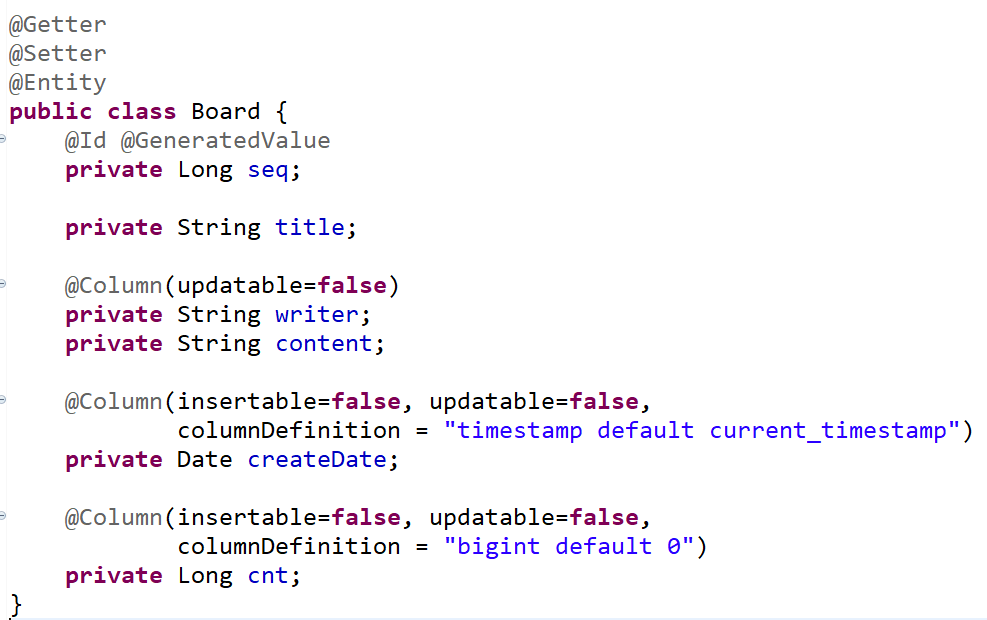 @Getter
@Setter
@Entity
public class Board {
    @Id @GeneratedValue
    private Long seq;
    private String title;
    @Column(updatable=false)
    private String writer;
    private String content;
    @Column(insertable=false, updatable=false,
            columnDefinition = "timestamp default current_timestamp")
    private Date createDate;
    @Column(insertable=false, updatable=false,
            columnDefinition = "bigint default 0")
    private Long cnt;
}